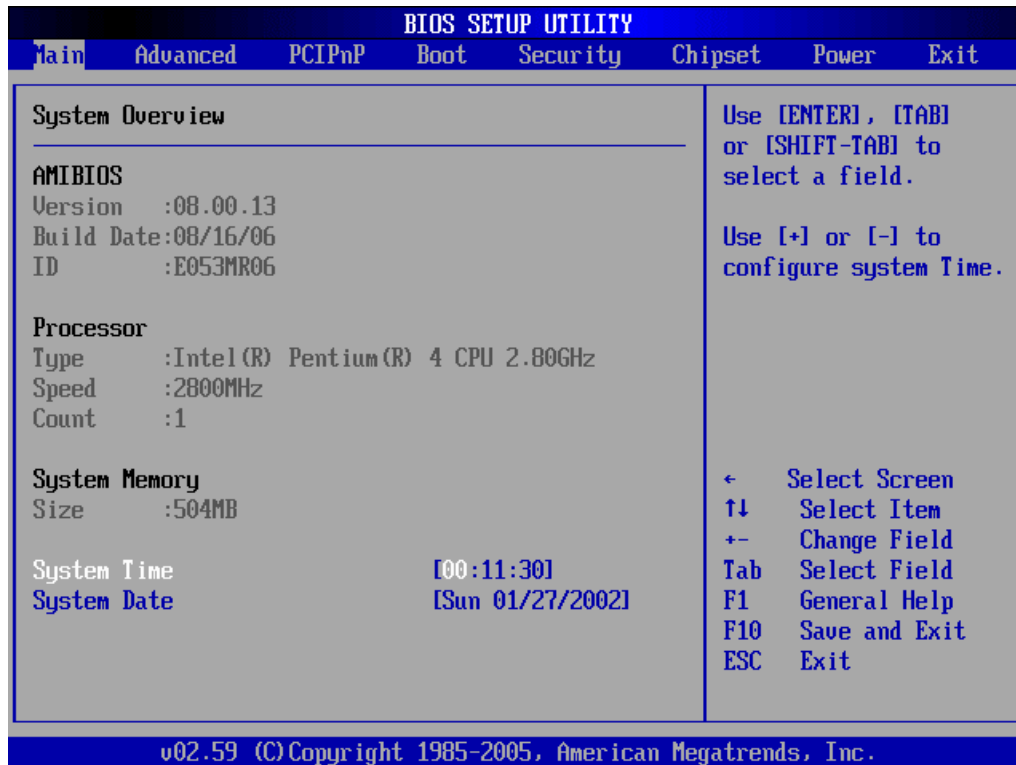 BIOS SETUP UTILITY
Main Advanced PCIPnP Boot Security Chipset Power Exit
System Overview
AMIBIOS
Version :08.00.13
Build Date:08/16/06
ID :E053MR06
Processor
Type :Intel(R) Pentium(R) 4 CPU 2.80GHz
Speed :2800MHz
Count :1
System Memory
Size :504MB
System Time [00:11:30]
System Date [Sun 01/27/2002]
Use [ENTER], [TAB]
or [SHIFT-TAB] to
select a field.
Use [+] or [-] to
configure system Time.
← Select Screen
↑↓ Select Item
+- Change Field
Tab Select Field
F1 General Help
F10 Save and Exit
ESC Exit
v02.59 (C)Copyright 1985-2005, American Megatrends, Inc.